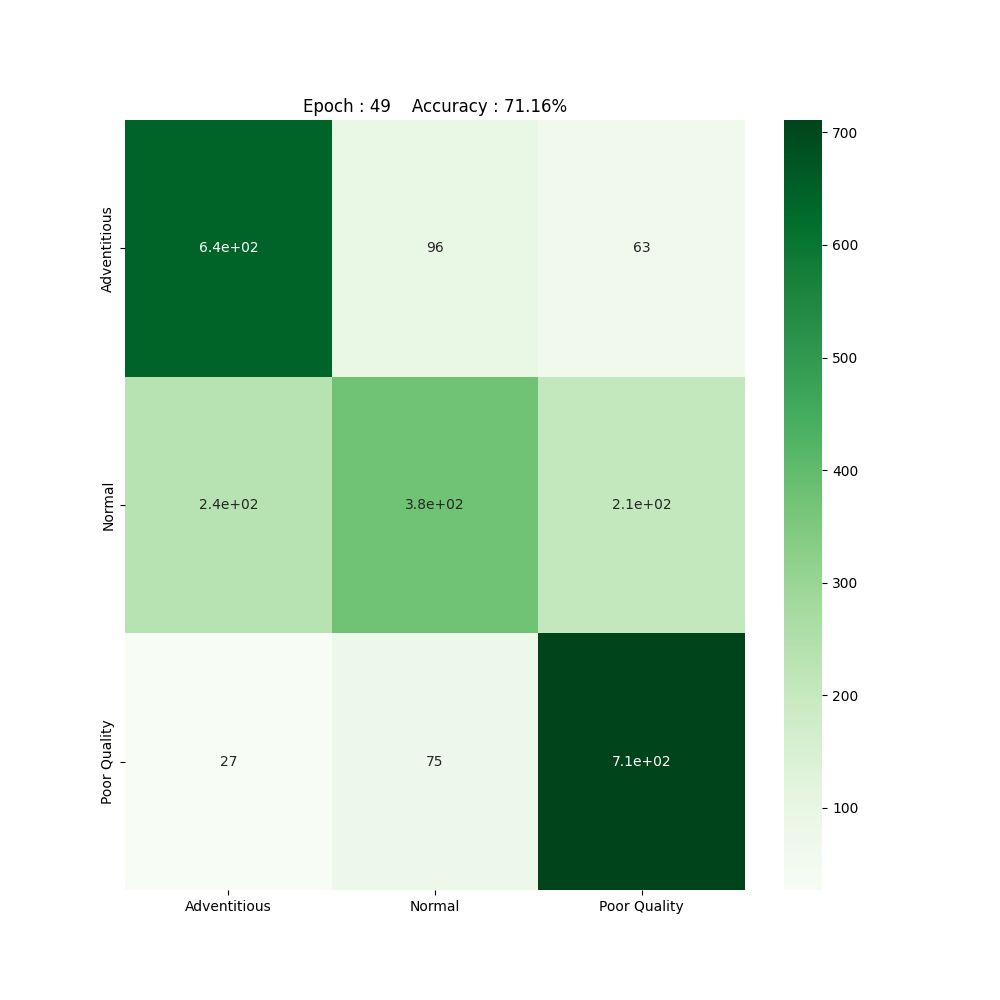 Epoch : 49    Accuracy : 71.16%
Adventitious
6.4e+02 96 63
Normal
2.4e+02 3.8e+02 2.1e+02
Poor Quality
27 75 7.1e+02
Adventitious Normal Poor Quality
700
600
500
400
300
200
100